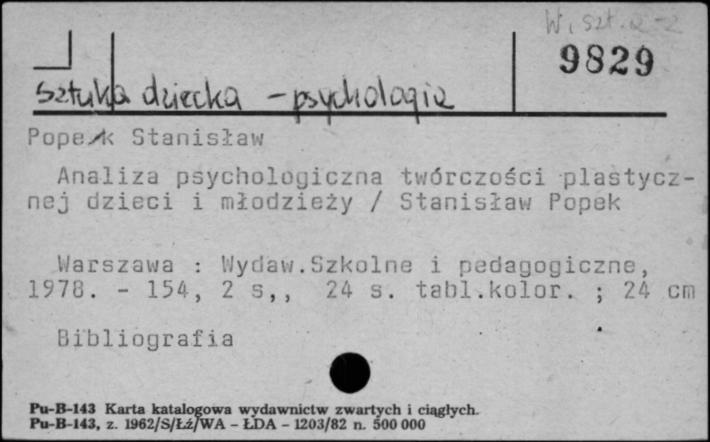 W. szt. a-z
9829
sztuka dziecka - psychologia
Popek Stanisław
Analiza psychologiczna twórczości plastycz-
nej dzieci i młodzieży / Stanisław Popek
Warszawa : Wydaw.Szkolne i pedagogiczne,
1978. - 154, 2 s,, 24 s. tabl.kolor. ; 24 cm
Bibliografia
Pu-B-143 Karta katalogowa wydawnictw zwartych i ciągłych.
Pu-B-143, z. 1962/S/Łź/WA - ŁDA - 1203/82 n. 500 000